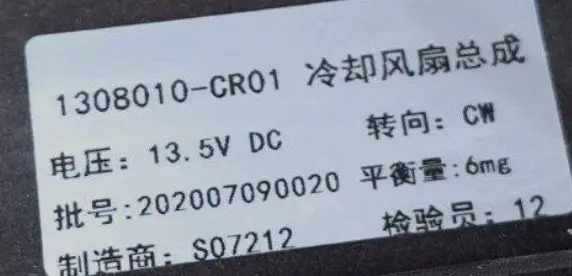 1308010-CR01 冷却风扇总成
电压: 13.5V DC 转向: CW
批号:202007090020 平衡量:6mg
制造商: S07212 检验员: 12